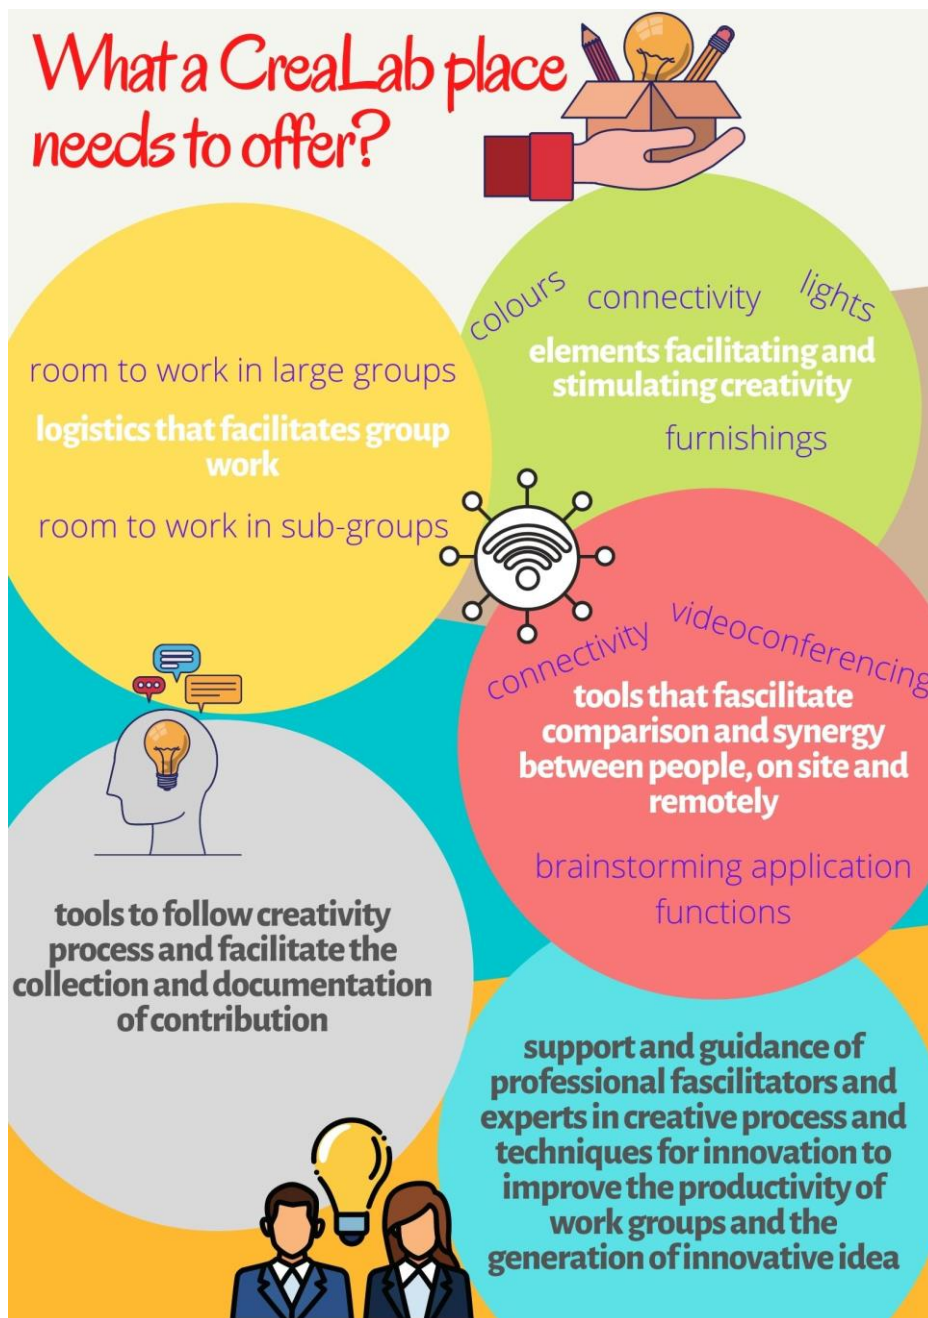 What a CreaLab place
needs to offer?
colours
connectivity
lights
elements facilitating and
stimulating creativity
furnishings
room to work in large groups
logistics that facilitates group
work
room to work in sub-groups
connectivity
videoconferencing
tools that fascilitate
comparison and synergy
between people, on site and
remotely
brainstorming application
functions
tools to follow creativity
process and facilitate the
collection and documentation
of contribution
support and guidance of
professional fascilitators and
experts in creative process and
techniques for innovation to
improve the productivity of
work groups and the
generation of innovative idea